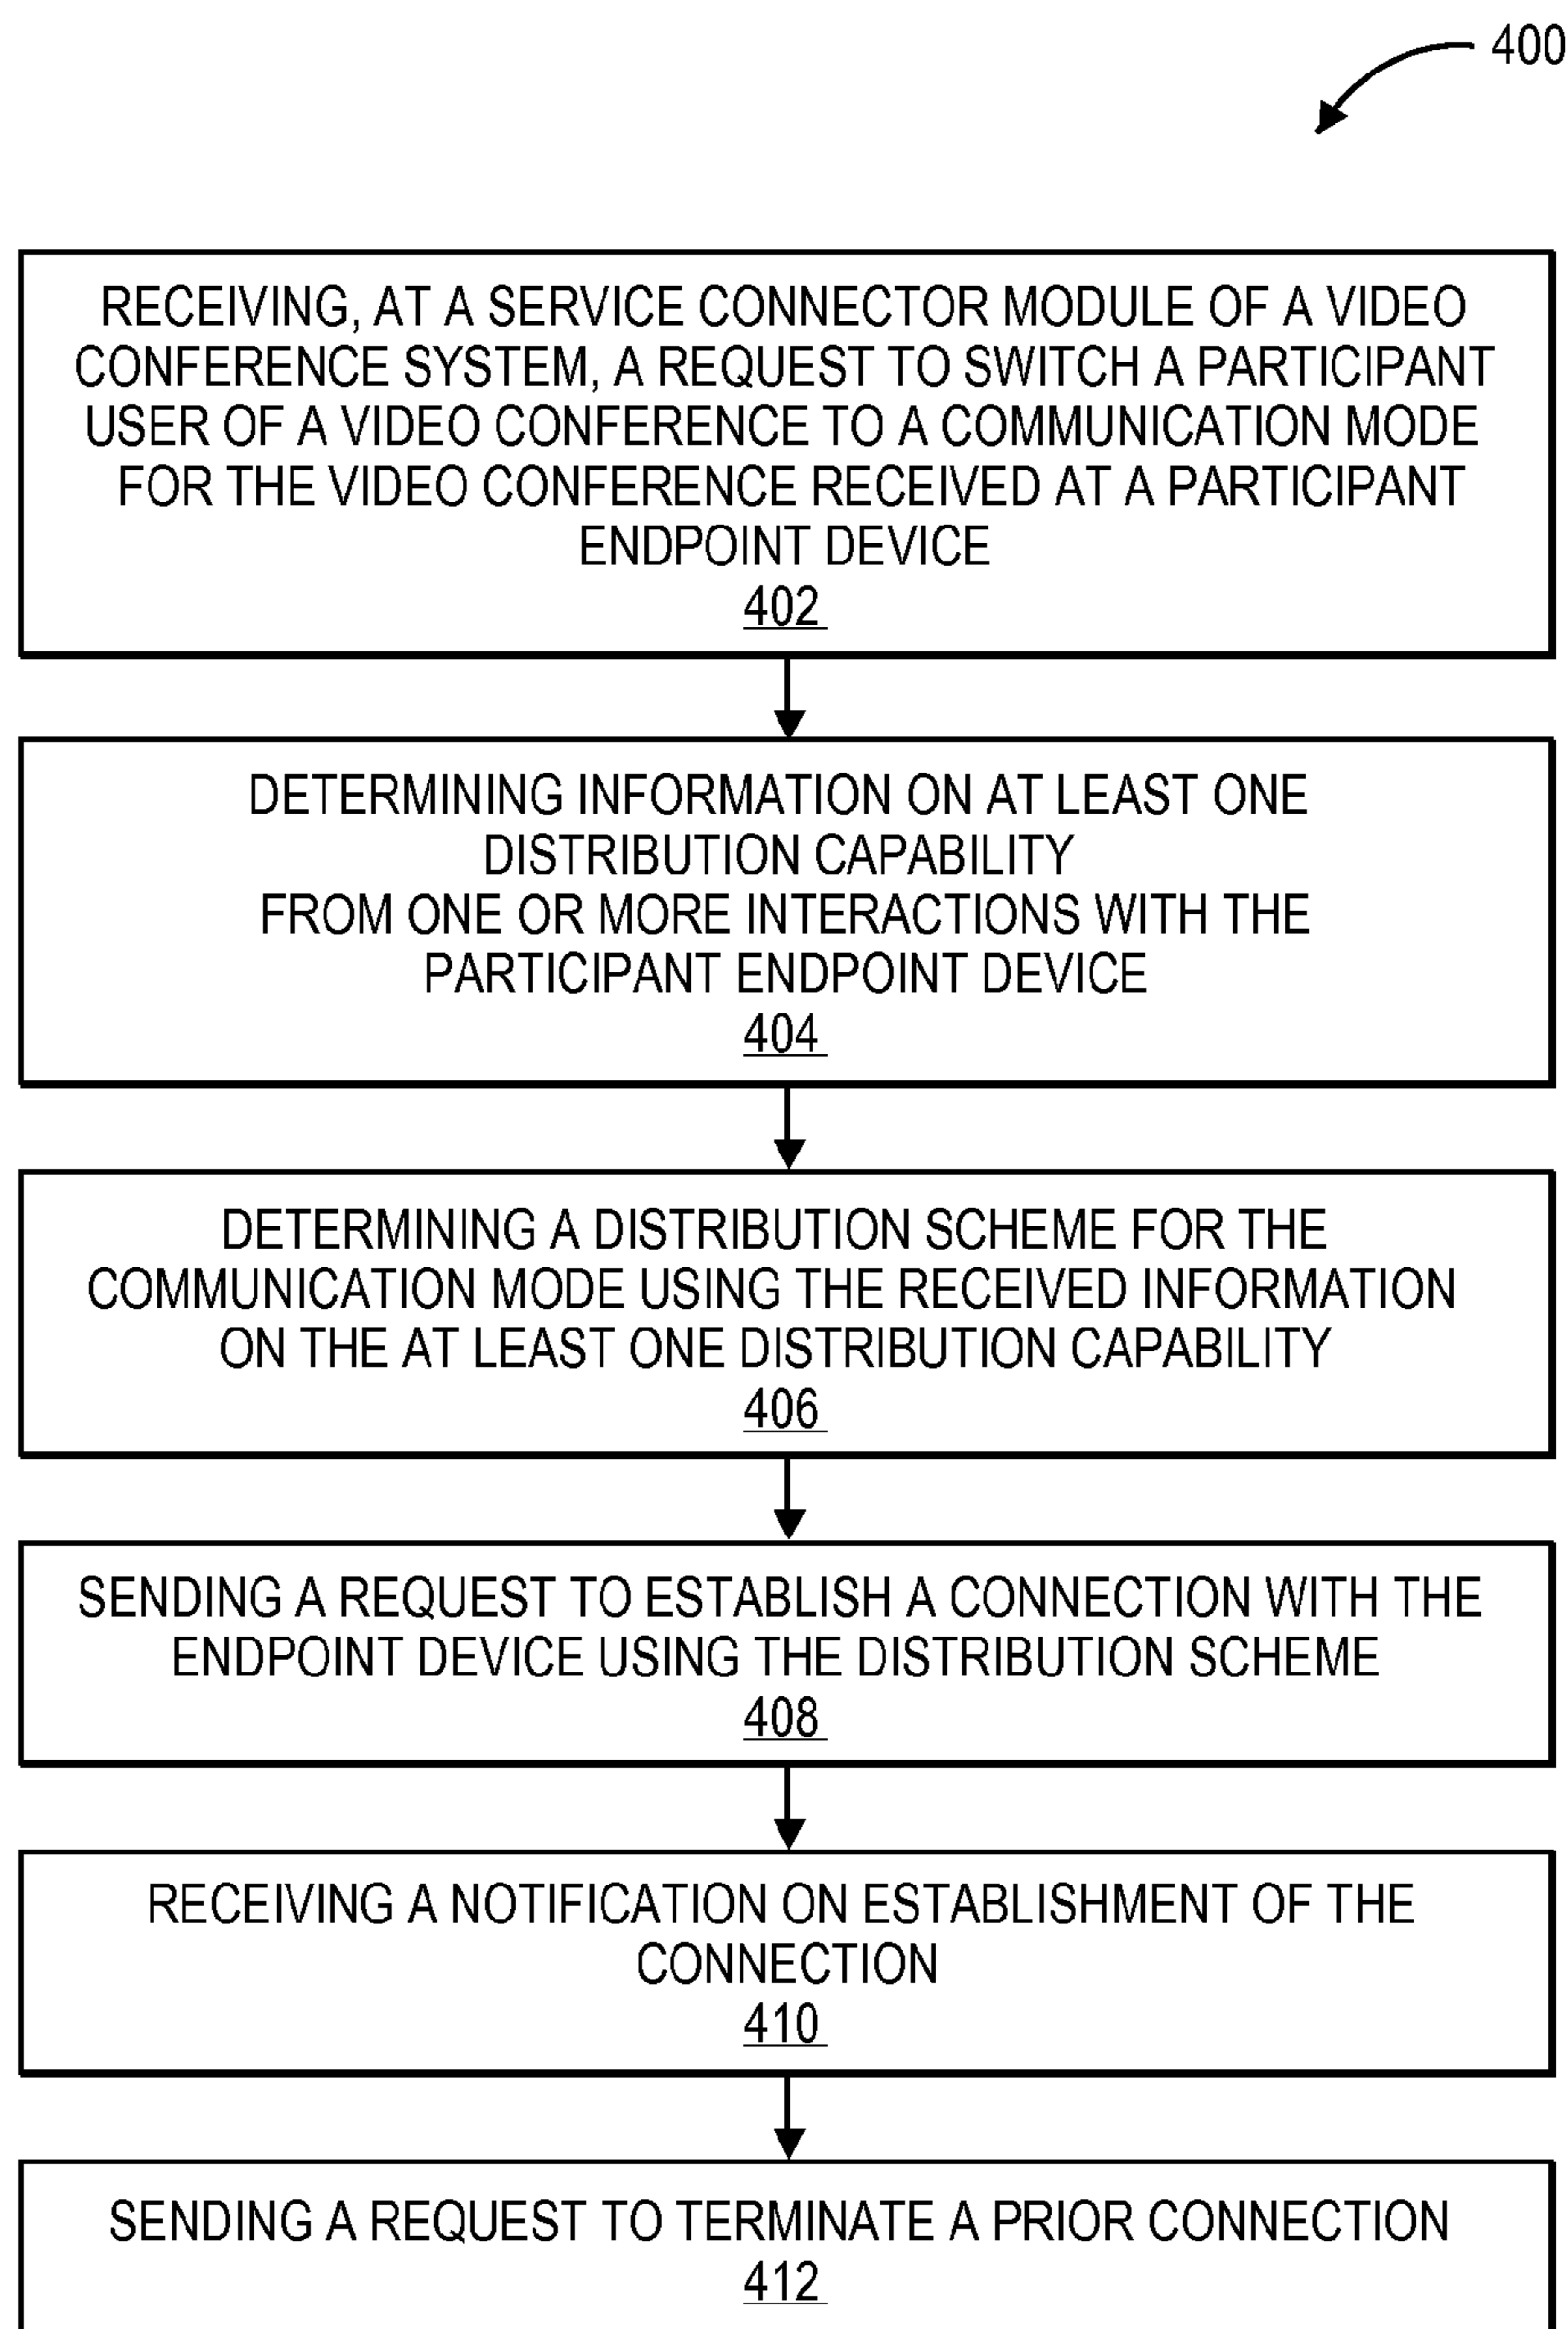 400
RECEIVING, AT A SERVICE CONNECTOR MODULE OF A VIDEO
CONFERENCE SYSTEM, A REQUEST TO SWITCH A PARTICIPANT
USER OF A VIDEO CONFERENCE TO A COMMUNICATION MODE
FOR THE VIDEO CONFERENCE RECEIVED AT A PARTICIPANT
ENDPOINT DEVICE
402
DETERMINING INFORMATION ON AT LEAST ONE
DISTRIBUTION CAPABILITY
FROM ONE OR MORE INTERACTIONS WITH THE
PARTICIPANT ENDPOINT DEVICE
404
DETERMINING A DISTRIBUTION SCHEME FOR THE
COMMUNICATION MODE USING THE RECEIVED INFORMATION
ON THE AT LEAST ONE DISTRIBUTION CAPABILITY
406
SENDING A REQUEST TO ESTABLISH A CONNECTION WITH THE
ENDPOINT DEVICE USING THE DISTRIBUTION SCHEME
408
RECEIVING A NOTIFICATION ON ESTABLISHMENT OF THE
CONNECTION
410
SENDING A REQUEST TO TERMINATE A PRIOR CONNECTION
412